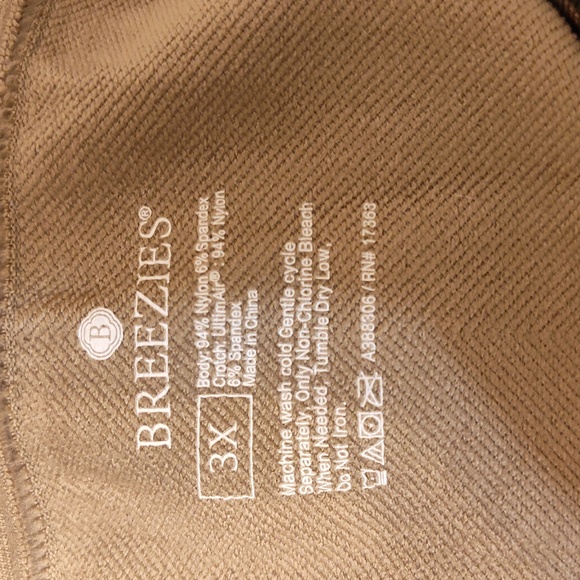 B
BREEZIES®
3X
Body: 94% Nylon 6% Spandex
Crotch: UltimAir® : 94% Nylon
6% Spandex
Made in China
Machine wash cold Gentle cycle
Separately, Only Non-Chlorine Bleach
When Needed, Tumble Dry Low,
Do Not Iron.
A388806 / RN# 17363